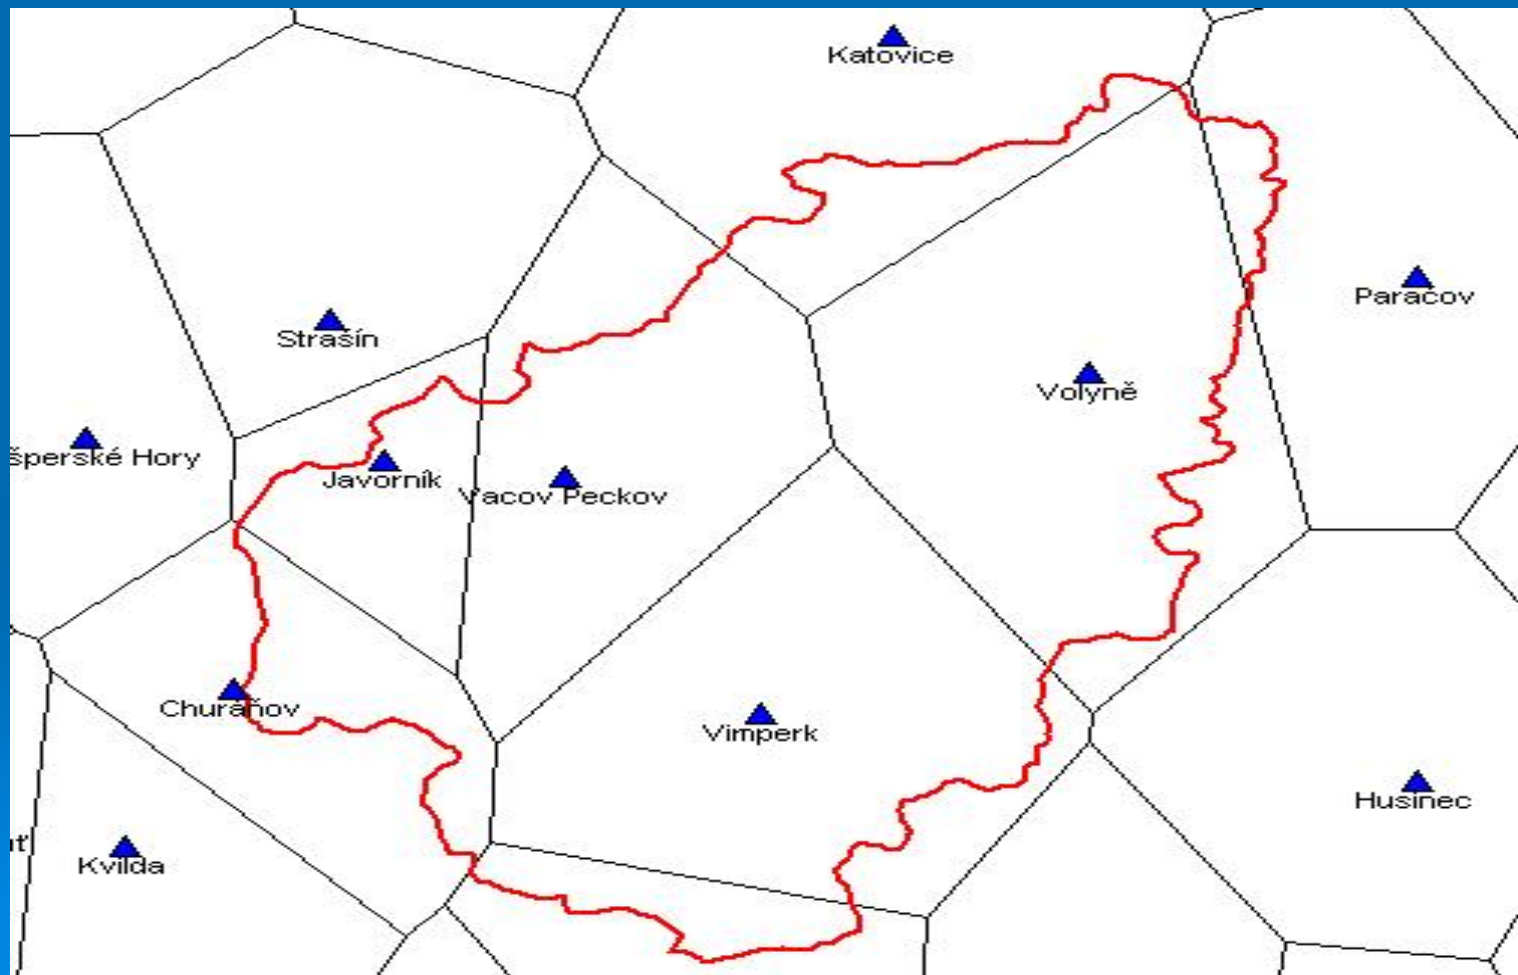 Katovice
Paračov
Strašín
Volyně
šperské Hory
Javorník
Vacov Peckov
Churáňov
Vimperk
Husinec
Kvilda